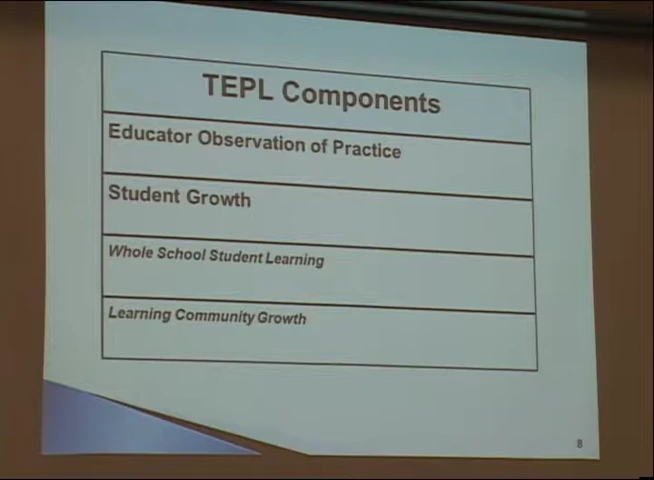 TEPL Components
Educator Observation of Practice
Student Growth
Whole School Student Learning
Learning Community Growth
8